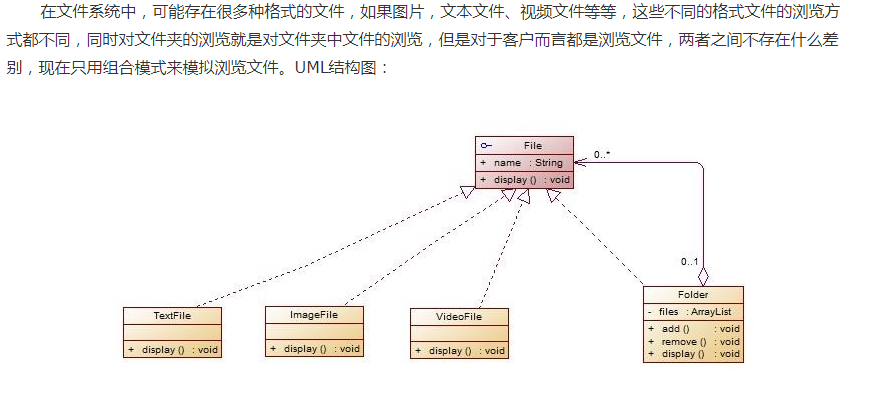 在文件系统中，可能存在很多种格式的文件，如果图片，文本文件、视频文件等等，这些不同的格式文件的浏览方
式都不同，同时对文件夹的浏览就是对文件夹中文件的浏览，但是对于客户而言都是浏览文件，两者之间不存在什么差
别，现在只用组合模式来模拟浏览文件。UML结构图：
File
+ name : String
+ display () : void
0..*
0..1
TextFile
+ display () : void
ImageFile
+ display () : void
VideoFile
+ display () : void
Folder
- files : ArrayList
+ add () : void
+ remove () : void
+ display () : void